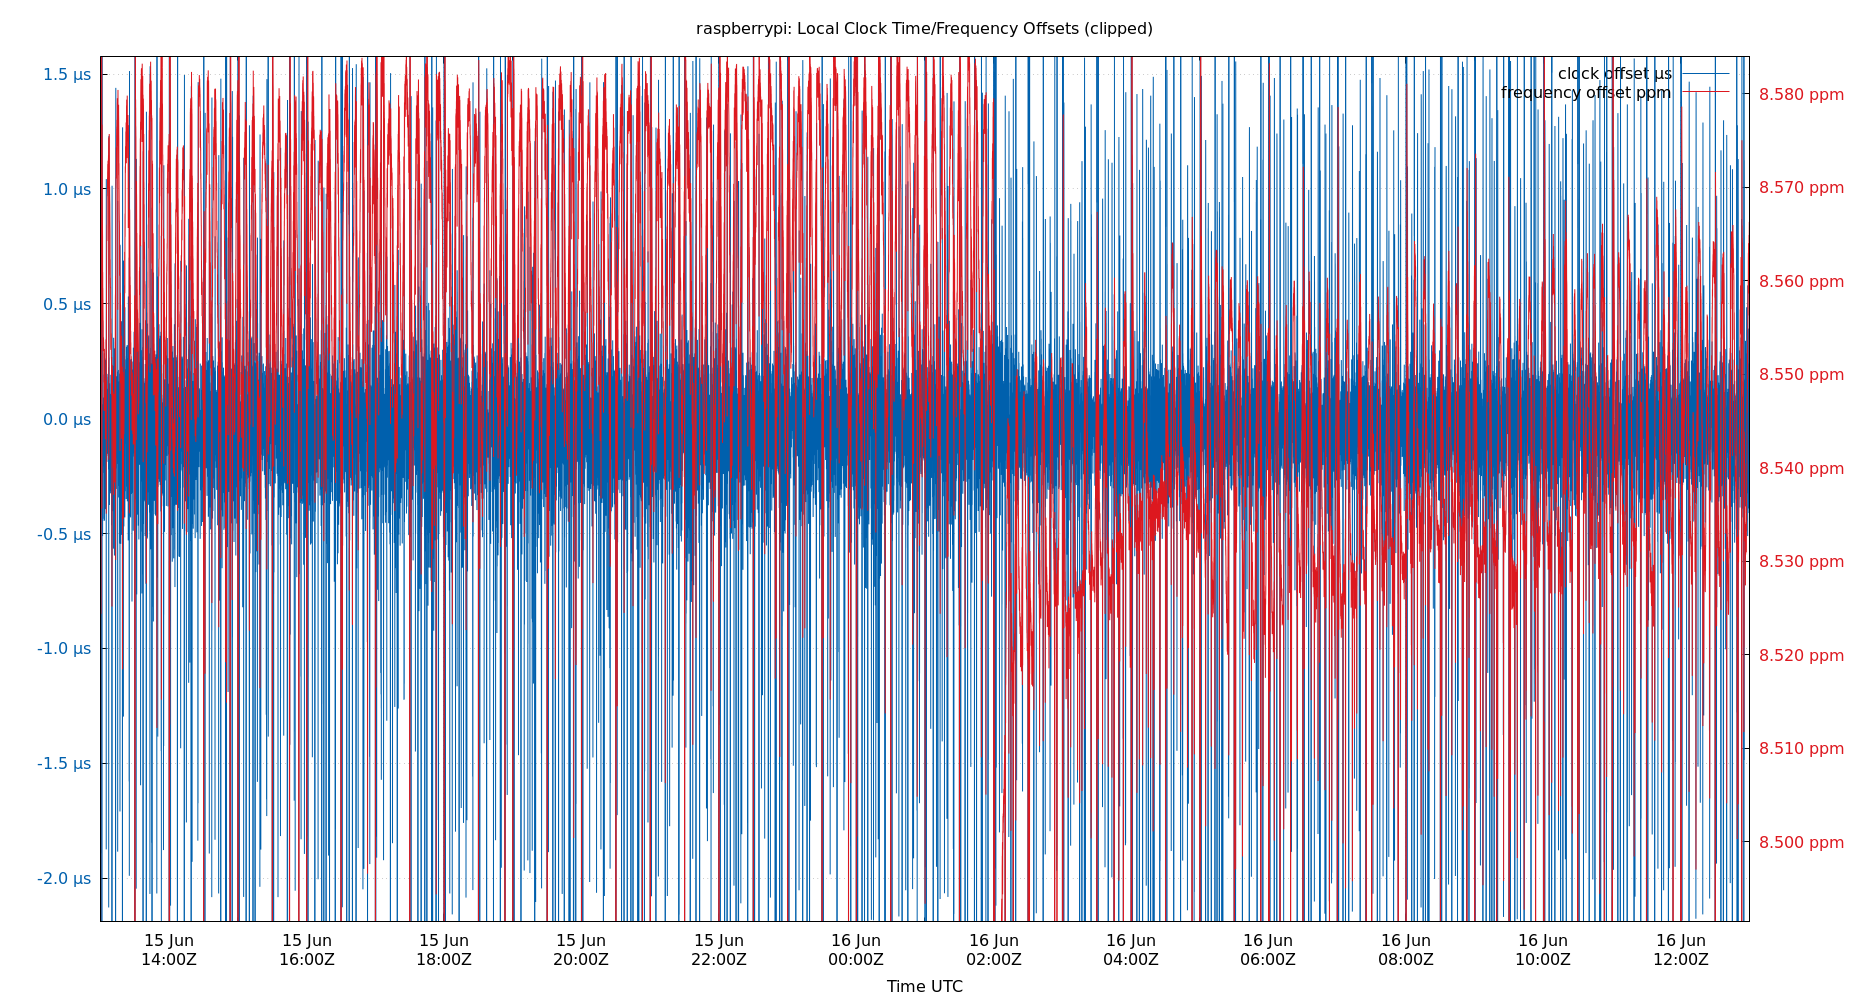 raspberrypi: Local Clock Time/Frequency Offsets (clipped)
clock offset µs
frequency offset ppm
1.5 µs
1.0 µs
0.5 µs
0.0 µs
-0.5 µs
-1.0 µs
-1.5 µs
-2.0 µs
8.580 ppm
8.570 ppm
8.560 ppm
8.550 ppm
8.540 ppm
8.530 ppm
8.520 ppm
8.510 ppm
8.500 ppm
15 Jun 15 Jun 15 Jun 15 Jun 15 Jun 16 Jun 16 Jun 16 Jun 16 Jun 16 Jun 16 Jun 16 Jun
14:00Z 16:00Z 18:00Z 20:00Z 22:00Z 00:00Z 02:00Z 04:00Z 06:00Z 08:00Z 10:00Z 12:00Z
Time UTC